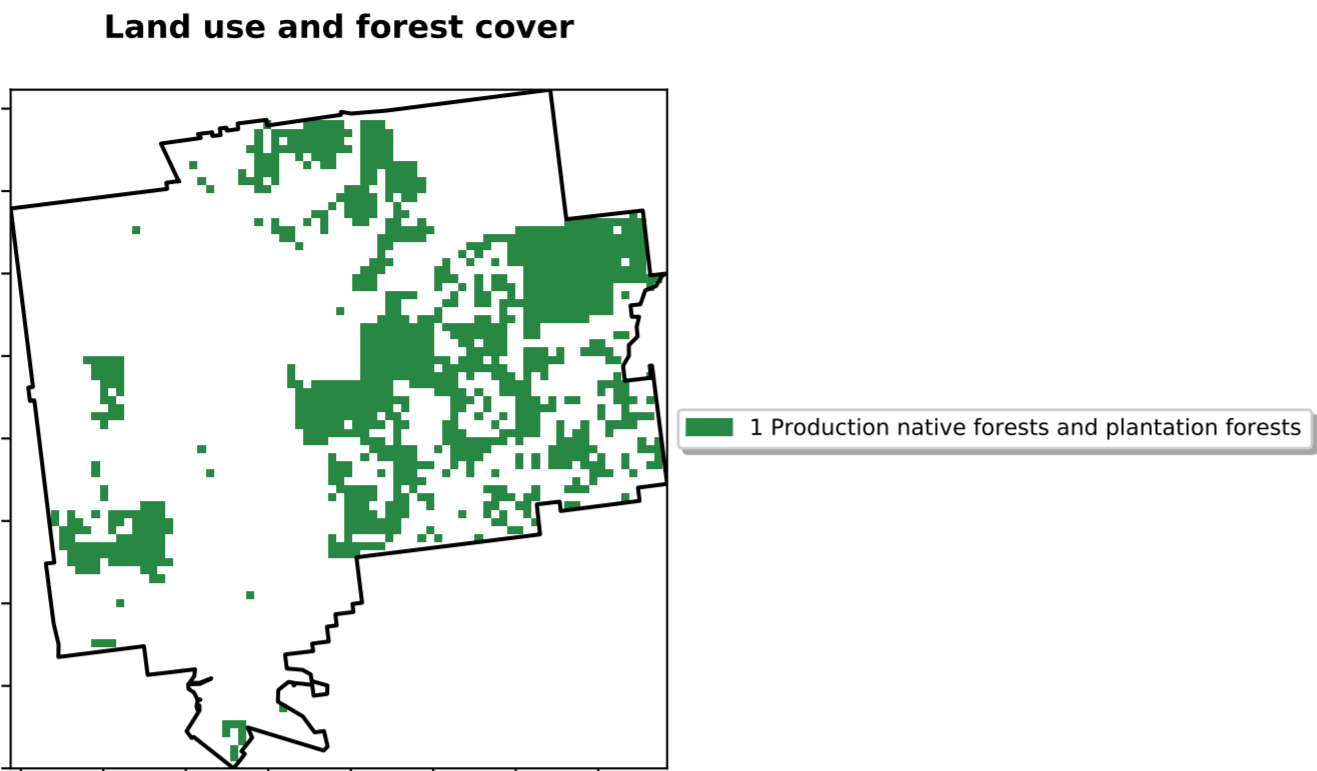 Land use and forest cover
1 Production native forests and plantation forests